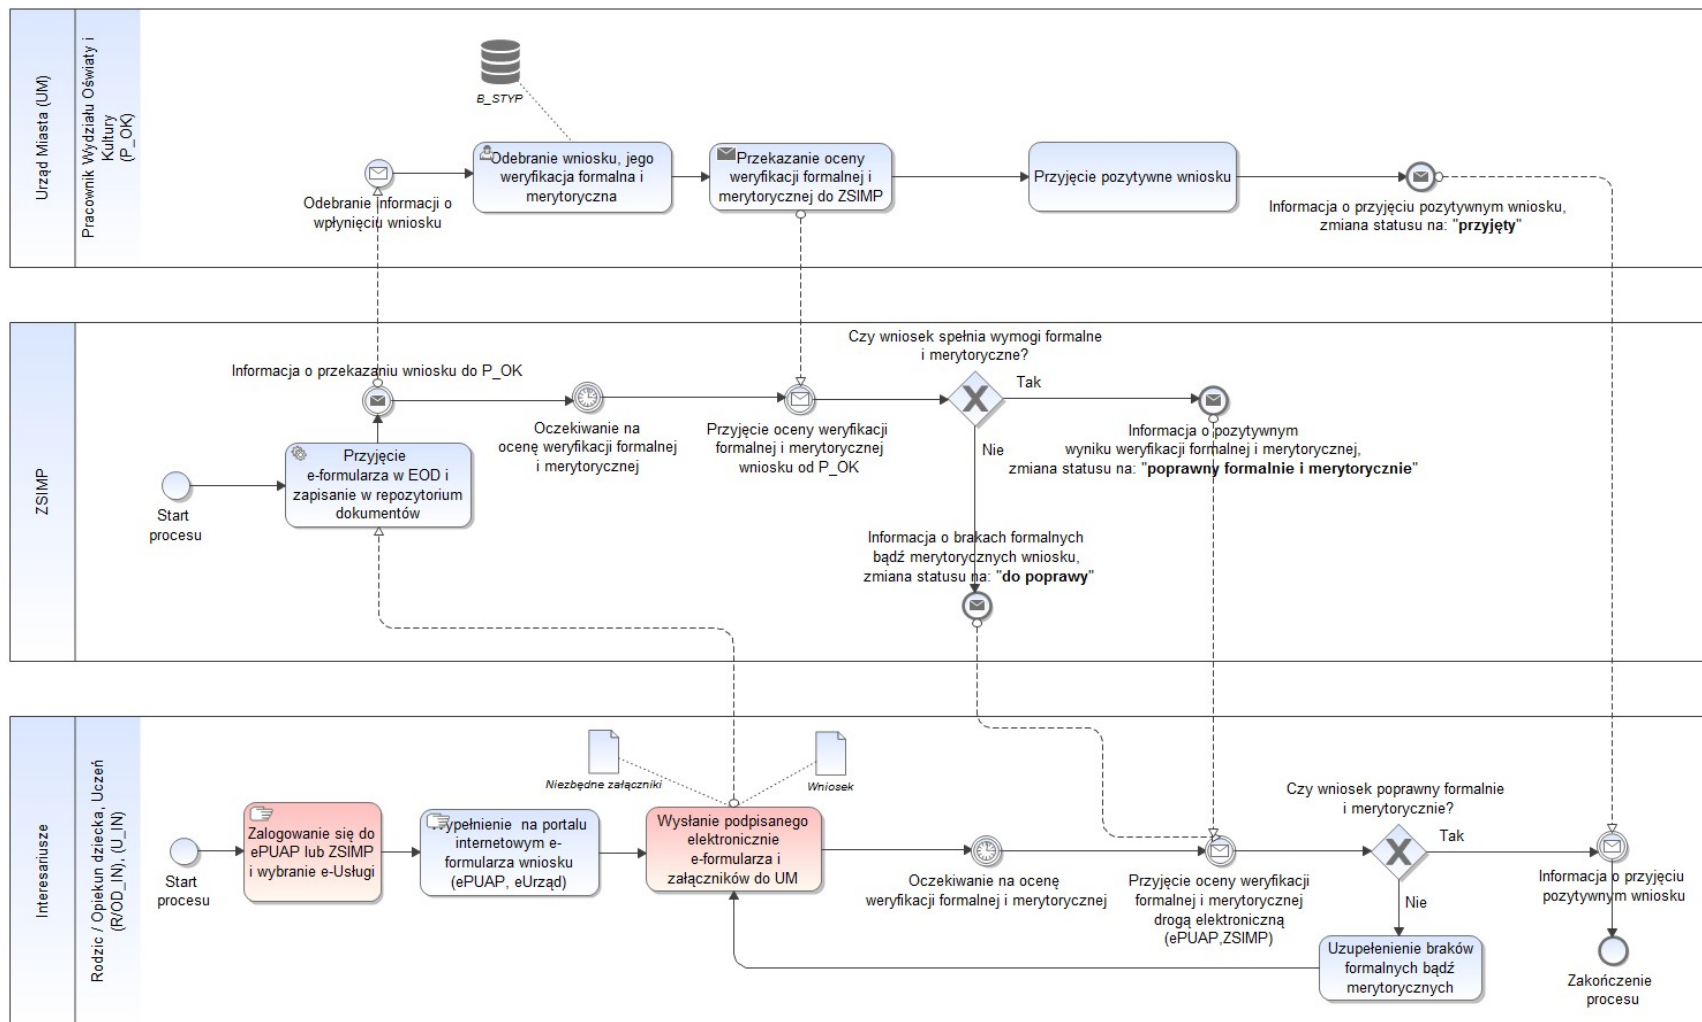 Urząd Miasta (UM)
Pracownik Wydziału Oświaty i
Kultury
(P_OK)
B_STYP
Odebranie informacji o
wpłynięciu wniosku
Odebranie wniosku, jego
weryfikacja formalna i
merytoryczna
Przekazanie oceny
weryfikacji formalnej i
merytorycznej do ZSIMP
Przyjęcie pozytywne wniosku
Informacja o przyjęciu pozytywnym wniosku,
zmiana statusu na: "przyjęty"
ZSIMP
Start
procesu
Przyjęcie
e-formularza w EOD i
zapisanie w repozytorium
dokumentów
Informacja o przekazaniu wniosku do P_OK
Oczekiwanie na
ocenę weryfikacji formalnej
i merytorycznej
Przyjęcie oceny weryfikacji
formalnej i merytorycznej
wniosku od P_OK
Czy wniosek spełnia wymogi formalne
i merytoryczne?
Tak
Nie
Informacja o pozytywnym
wyniku weryfikacji formalnej i merytorycznej,
zmiana statusu na: "poprawny formalnie i merytorycznie"
Informacja o brakach formalnych
bądź merytorycznych wniosku,
zmiana statusu na: "do poprawy"
Interesariusze
Rodzic / Opiekun dziecka, Uczeń
(R/OD_IN), (U_IN)
Start
procesu
Zalogowanie się do
ePUAP lub ZSIMP
i wybranie e-Usługi
Wypełnienie na portalu
internetowym e-
formularza wniosku
(ePUAP, eUrząd)
Niezbędne załączniki
Wniosek
Wysłanie podpisanego
elektronicznie
e-formularza i
załączników do UM
Oczekiwanie na ocenę
weryfikacji formalnej i merytorycznej
Przyjęcie oceny weryfikacji
formalnej i merytorycznej
drogą elektroniczną
(ePUAP,ZSIMP)
Czy wniosek poprawny formalnie
i merytorycznie?
Tak
Nie
Uzupełenienie braków
formalnych bądź
merytorycznych
Informacja o przyjęciu
pozytywnym wniosku
Zakończenie
procesu